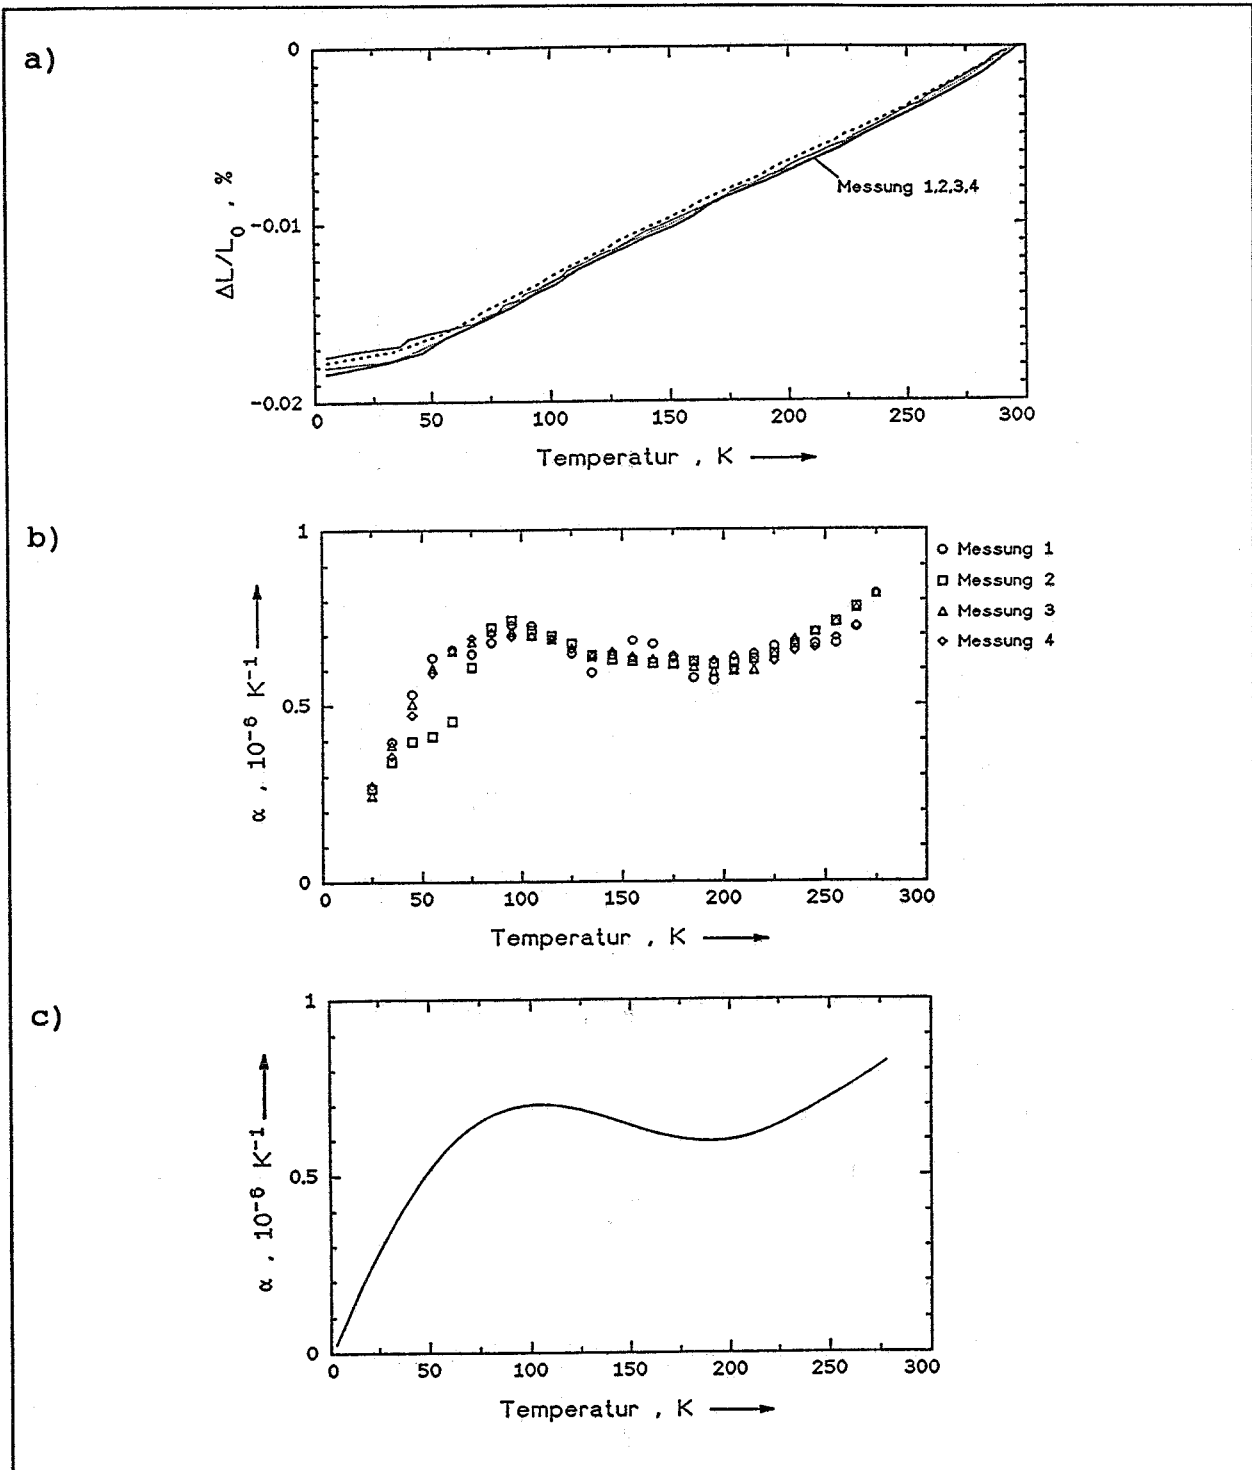 a)
0
-0.01
-0.02
ΔL/L₀ , %
Messung 1,2,3,4
0 50 100 150 200 250 300
Temperatur , K
b)
1
0.5
0
α , 10⁻⁶ K⁻¹
Messung 1
Messung 2
Messung 3
Messung 4
0 50 100 150 200 250 300
Temperatur , K
c)
1
0.5
0
α , 10⁻⁶ K⁻¹
0 50 100 150 200 250 300
Temperatur , K